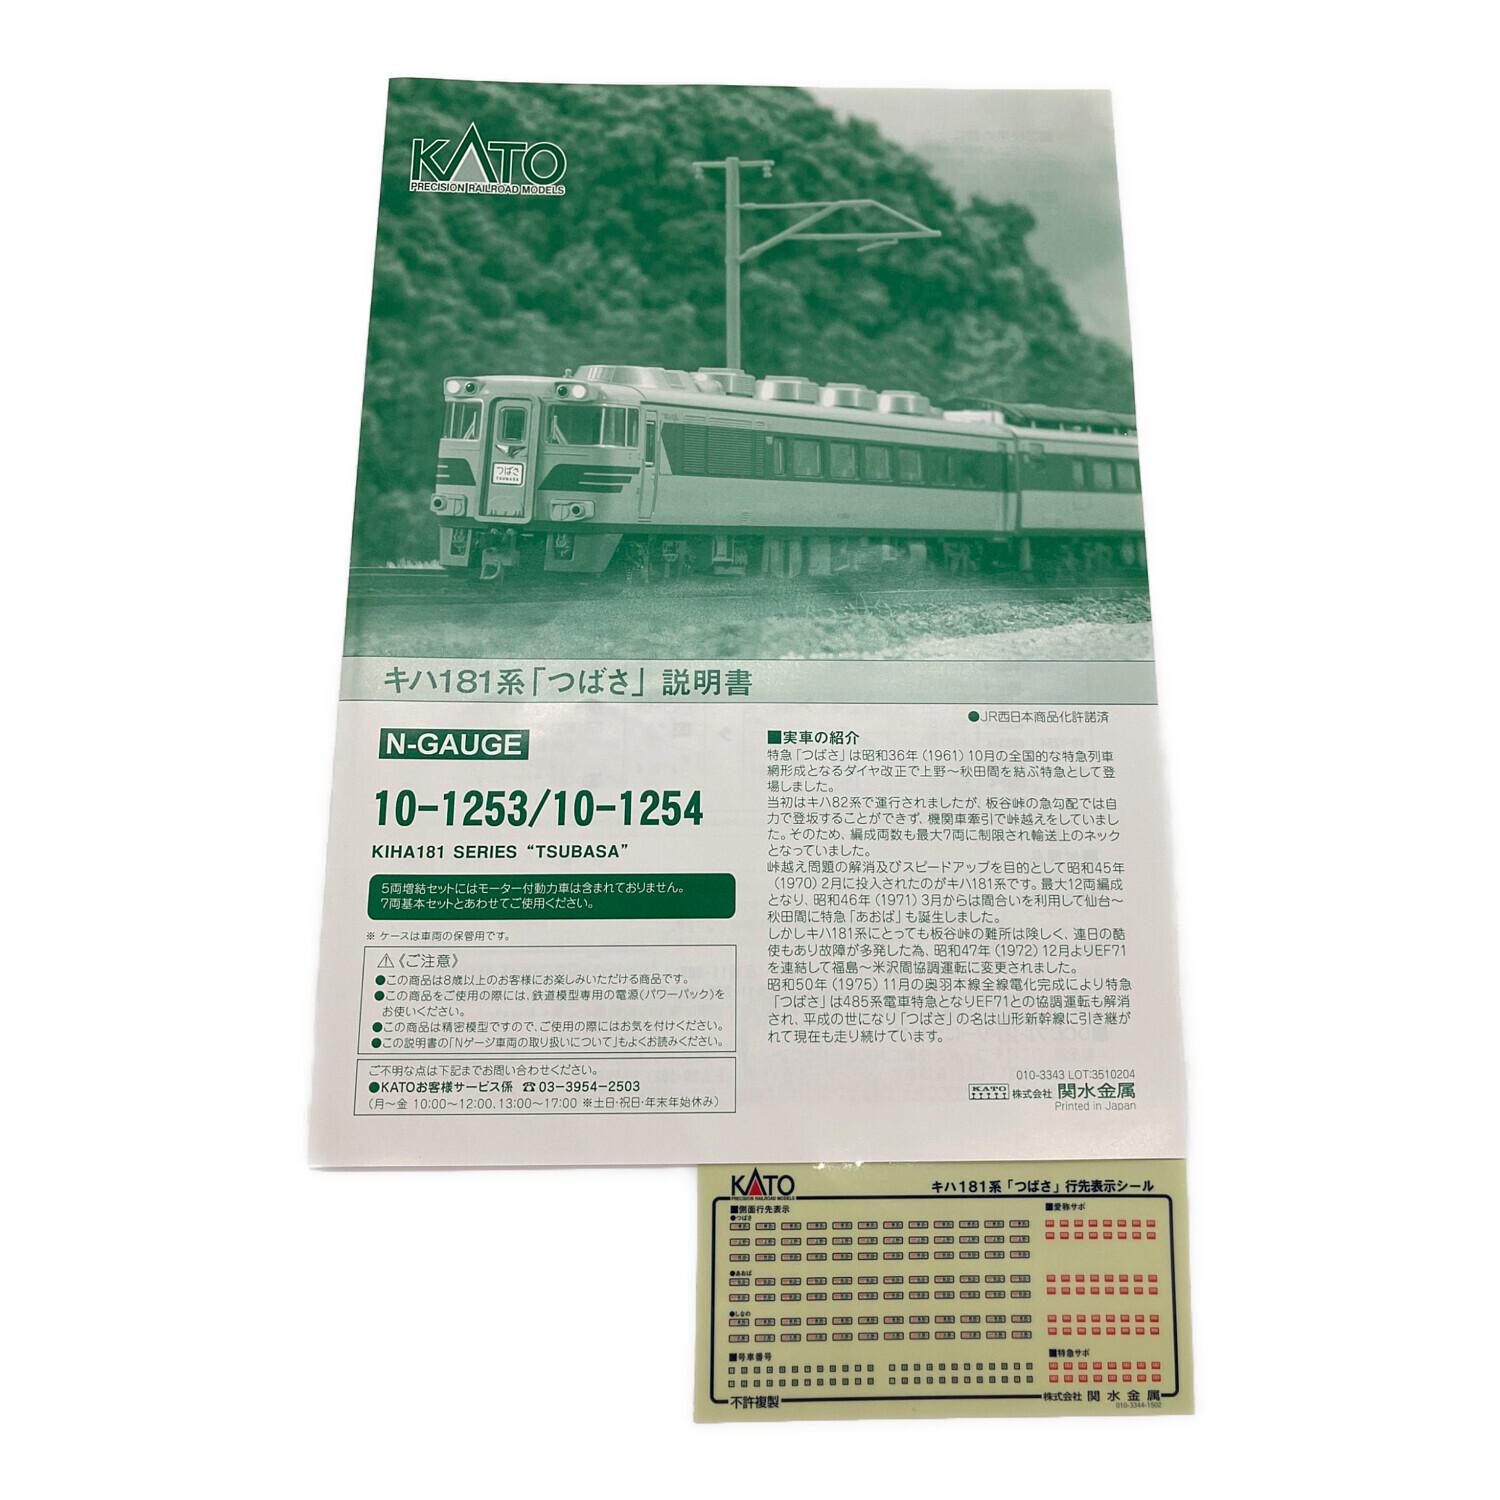 KATO
PRECISION RAILROAD MODELS
つばさ
TSUBASA
キハ181系「つばさ」説明書
●JR西日本商品化許諾済
N-GAUGE
10-1253/10-1254
KIHA181 SERIES “TSUBASA”
5両増結セットにはモーター付動力車は含まれておりません。
7両基本セットとあわせてご使用ください。
※ ケースは車両の保管用です。
⚠《ご注意》
●この商品は8歳以上のお客様にお楽しみいただける商品です。
●この商品をご使用の際には、鉄道模型専用の電源(パワーパック)を
お使いください。
●この商品は精密模型ですので、ご使用の際にはお気を付けください。
●この説明書の「Nゲージ車両の取り扱いについて」もよくお読みください。
ご不明な点は下記までお問い合わせください。
●KATOお客様サービス係 ☎03-3954-2503
(月〜金 10:00〜12:00、13:00〜17:00 ※土日・祝日・年末年始休み)
■実車の紹介
特急「つばさ」は昭和36年(1961)10月の全国的な特急列車
網形成となるダイヤ改正で上野〜秋田間を結ぶ特急として登
場しました。
当初はキハ82系で運行されましたが、板谷峠の急勾配では自
力で登坂することができず、機関車牽引で峠越えをしていまし
た。そのため、編成両数も最大7両に制限され輸送上のネック
となっていました。
峠越え問題の解消及びスピードアップを目的として昭和45年
(1970)2月に投入されたのがキハ181系です。最大12両編成
となり、昭和46年(1971)3月からは間合いを利用して仙台〜
秋田間に特急「あおば」も誕生しました。
しかしキハ181系にとっても板谷峠の難所は険しく、連日の酷
使もあり故障が多発した為、昭和47年(1972)12月よりEF71
を連結して福島〜米沢間協調運転に変更されました。
昭和50年(1975)11月の奥羽本線全線電化完成により特急
「つばさ」は485系電車特急となりEF71との協調運転も解消
され、平成の世になり「つばさ」の名は山形新幹線に引き継が
れて現在も走り続けています。
010-3343 LOT:3510204
KATO 株式会社 関水金属
Printed in Japan
KATO
PRECISION RAILROAD MODELS
キハ181系「つばさ」行先表示シール
■側面行先表示
●つばさ
●あおば
●しなの
■号車番号
■愛称サボ
■特急サボ
不許複製
株式会社 関水金属
010-3344-1502